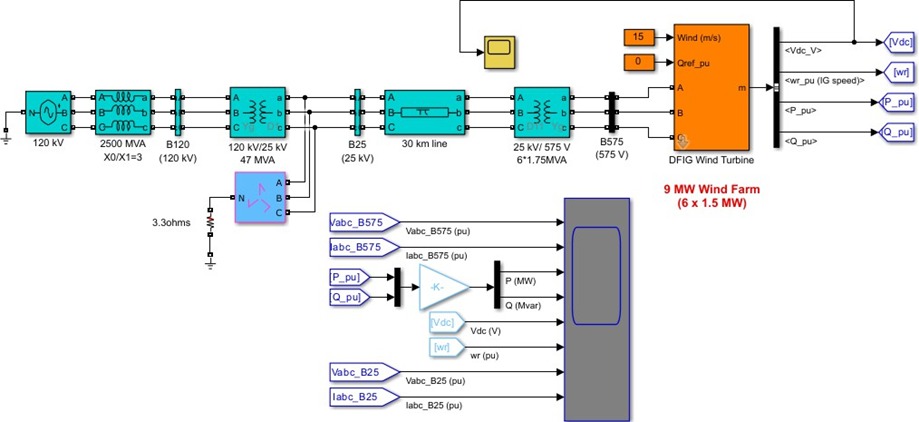 15
Wind (m/s)
0
Qref_pu
A
B
C
m
DFIG Wind Turbine
<Vdc_V>
[Vdc]
<wr_pu (IG speed)>
[wr]
<P_pu>
[P_pu]
<Q_pu>
[Q_pu]
N
A
B
C
120 kV
A
B
C
a
b
c
2500 MVA
X0/X1=3
B120
(120 kV)
A
B
C
a
b
c
120 kV/25 kV
47 MVA
B25
(25 kV)
A
B
C
a
b
c
30 km line
A
B
C
a
b
c
25 kV/ 575 V
6*1.75MVA
B575
(575 V)
9 MW Wind Farm
(6 x 1.5 MW)
N
A
B
C
3.3ohms
Vabc_B575
Vabc_B575 (pu)
Iabc_B575
Iabc_B575 (pu)
[P_pu]
[Q_pu]
-K-
P (MW)
Q (Mvar)
[Vdc]
Vdc (V)
[wr]
wr (pu)
Vabc_B25
Vabc_B25 (pu)
Iabc_B25
Iabc_B25 (pu)